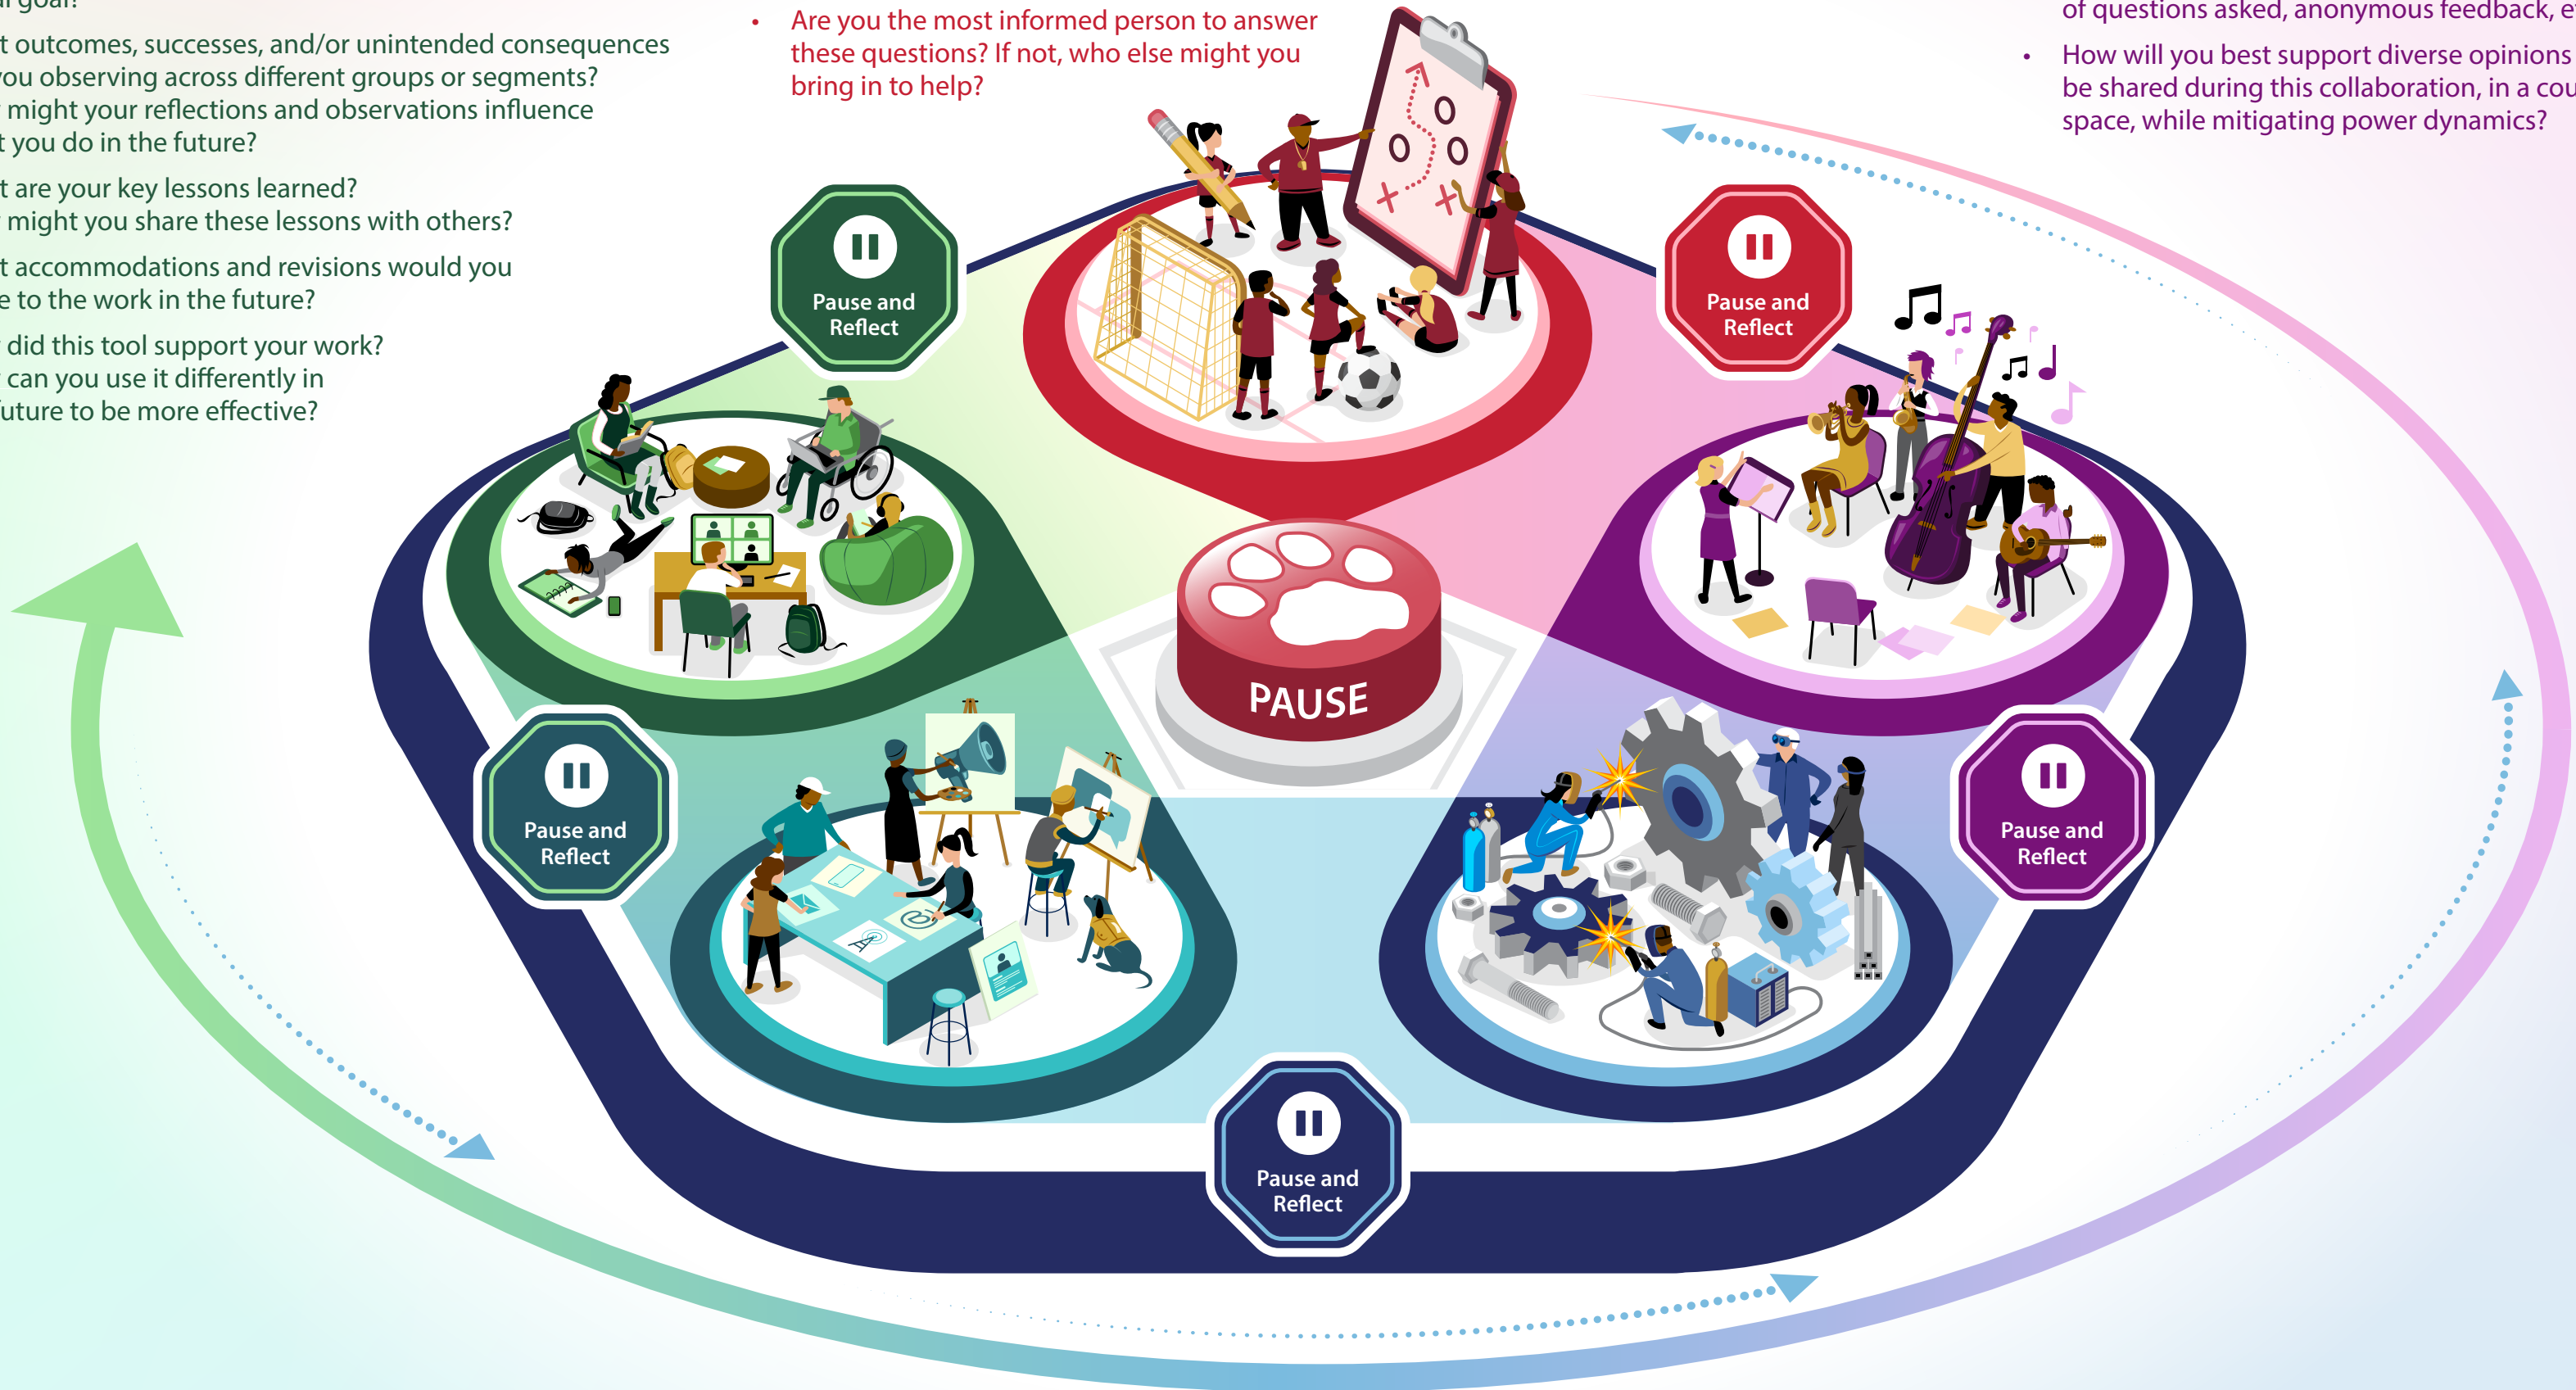 goal?
t outcomes, successes, and/or unintended consequences
you observing across different groups or segments?
might your reflections and observations influence
t you do in the future?
t are your key lessons learned?
might you share these lessons with others?
t accommodations and revisions would you
e to the work in the future?
did this tool support your work?
can you use it differently in
future to be more effective?
• Are you the most informed person to answer
these questions? If not, who else might you
bring in to help?
of questions asked, anonymous feedback, e
• How will you best support diverse opinions
be shared during this collaboration, in a cou
space, while mitigating power dynamics?
Pause and
Reflect
Pause and
Reflect
PAUSE
Pause and
Reflect
Pause and
Reflect
Pause and
Reflect